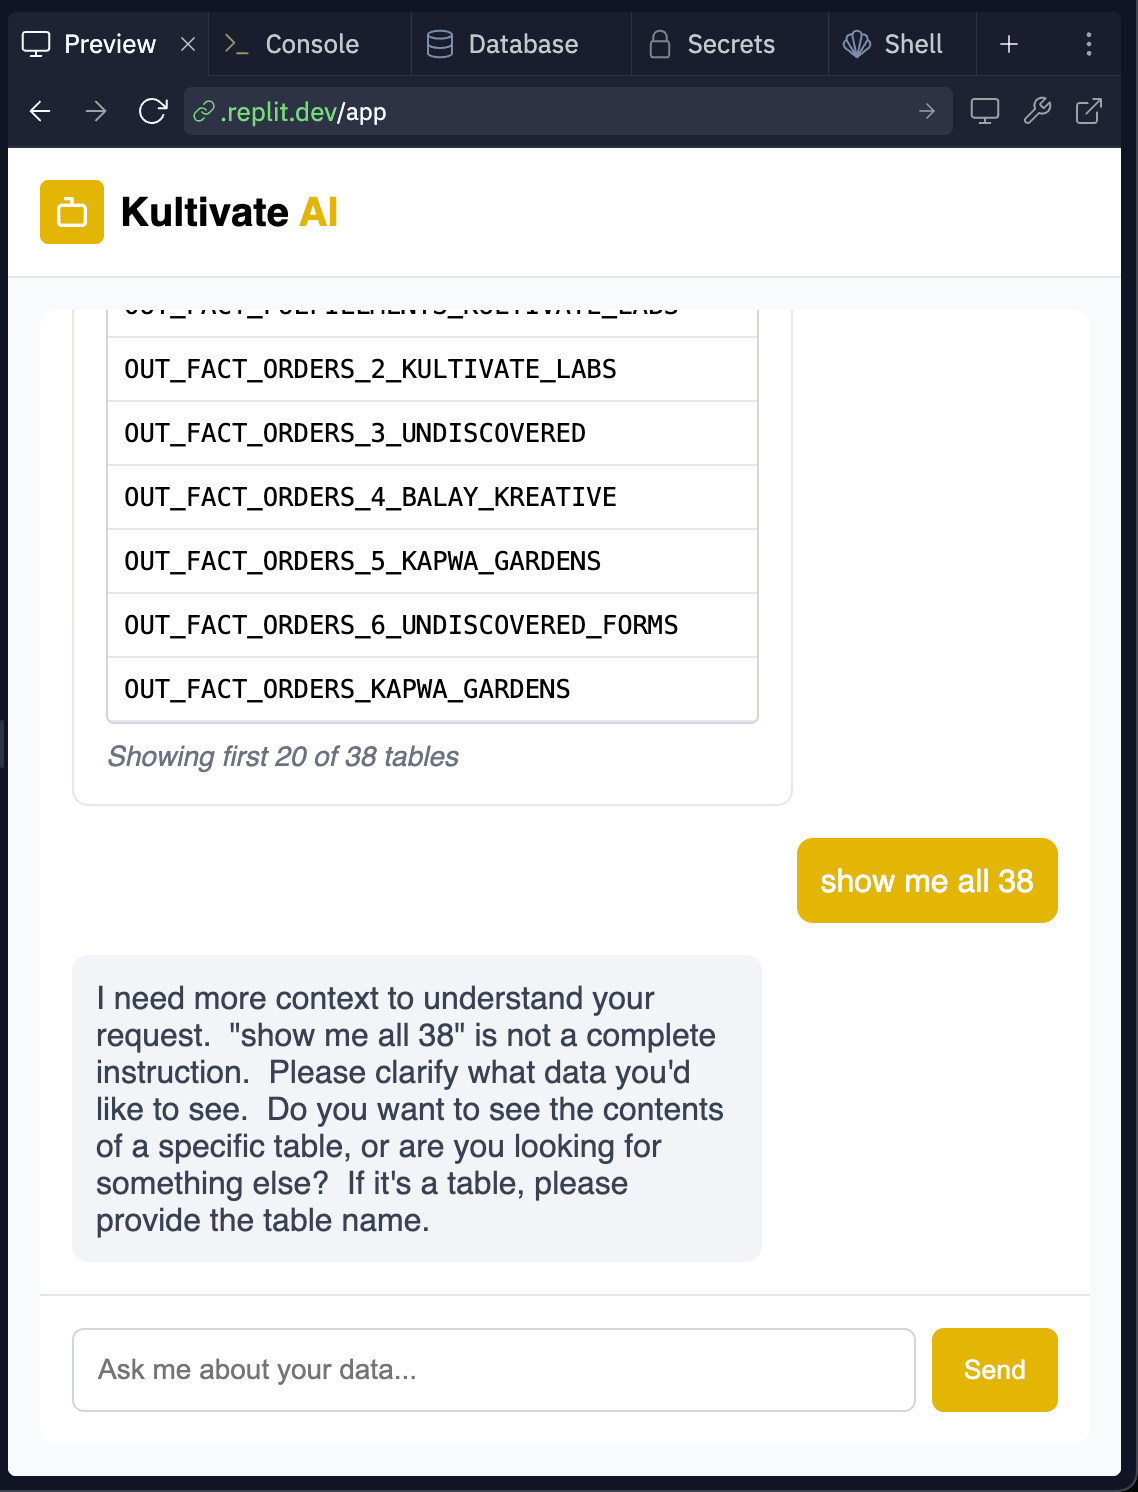 Preview
Console
Database
Secrets
Shell
.replit.dev/app
Kultivate AI
OUT_FACT_FULFILLMENTS_KULTIVATE_LABS
OUT_FACT_ORDERS_2_KULTIVATE_LABS
OUT_FACT_ORDERS_3_UNDISCOVERED
OUT_FACT_ORDERS_4_BALAY_KREATIVE
OUT_FACT_ORDERS_5_KAPWA_GARDENS
OUT_FACT_ORDERS_6_UNDISCOVERED_FORMS
OUT_FACT_ORDERS_KAPWA_GARDENS
Showing first 20 of 38 tables
show me all 38
I need more context to understand your
request.  "show me all 38" is not a complete
instruction.  Please clarify what data you'd
like to see.  Do you want to see the contents
of a specific table, or are you looking for
something else?  If it's a table, please
provide the table name.
Ask me about your data...
Send